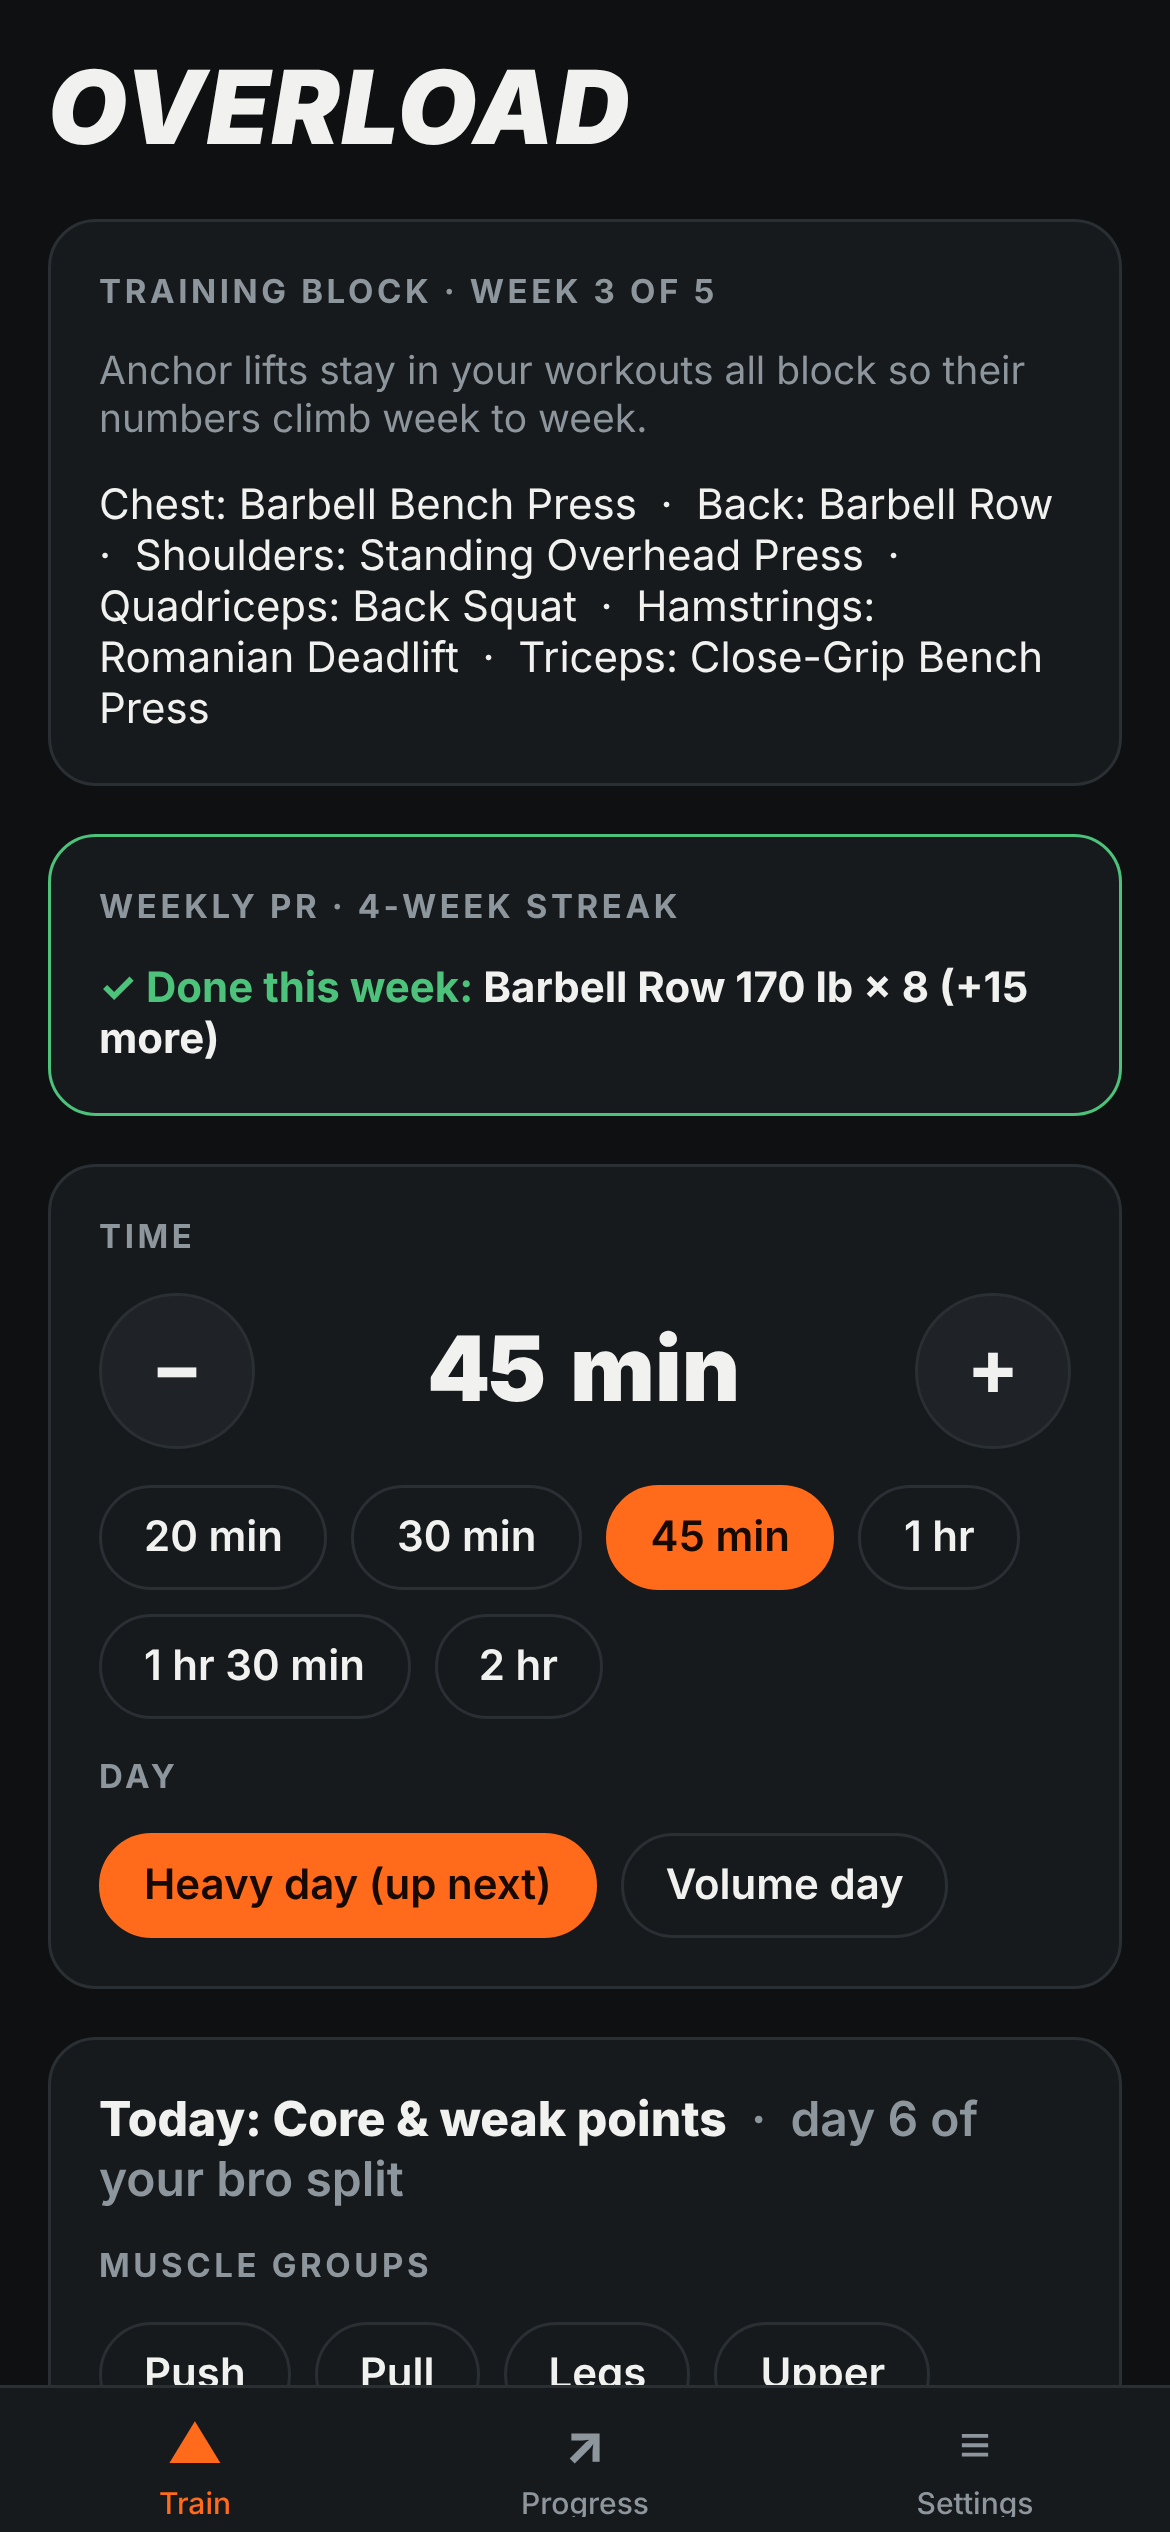 OVERLOAD
TRAINING BLOCK · WEEK 3 OF 5
Anchor lifts stay in your workouts all block so their
numbers climb week to week.
Chest: Barbell Bench Press · Back: Barbell Row
· Shoulders: Standing Overhead Press ·
Quadriceps: Back Squat · Hamstrings:
Romanian Deadlift · Triceps: Close-Grip Bench
Press
WEEKLY PR · 4-WEEK STREAK
✓ Done this week: Barbell Row 170 lb × 8 (+15
more)
TIME
− 45 min +
20 min 30 min 45 min 1 hr
1 hr 30 min 2 hr
DAY
Heavy day (up next) Volume day
Today: Core & weak points · day 6 of
your bro split
MUSCLE GROUPS
Push Pull Legs Upper
Train Progress Settings